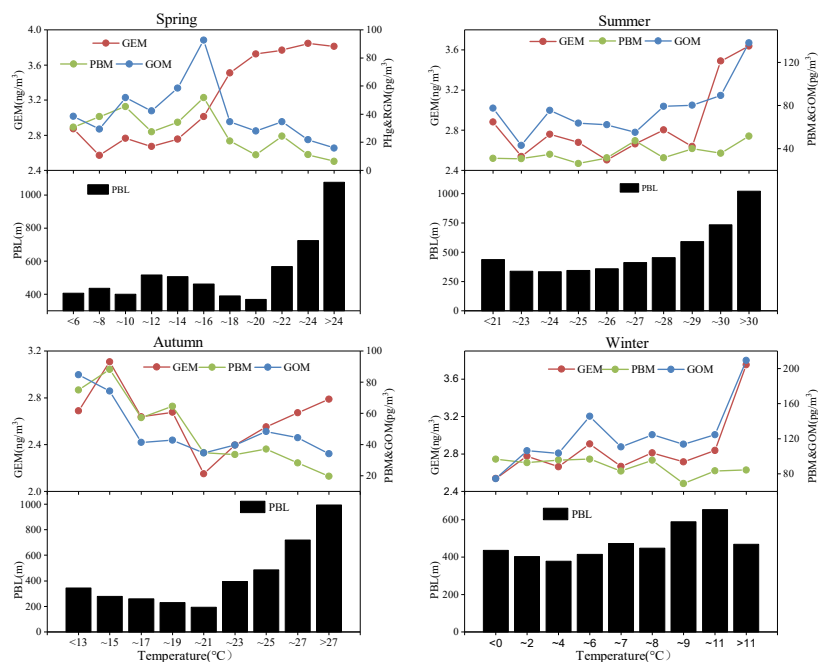 Spring
4.0
3.6
3.2
2.8
2.4
GEM(ng/m³)
GEM
PBM
GOM
100
80
60
40
20
0
PHg&RGM(pg/m³)
PBL
1000
800
600
400
PBL(m)
<6 ~8 ~10 ~12 ~14 ~16 ~18 ~20 ~22 ~24 >24
Summer
3.6
3.2
2.8
2.4
GEM(ng/m³)
GEM PBM GOM
120
80
40
PBM&GOM(pg/m³)
PBL
1000
750
500
250
0
PBL(m)
<21 ~23 ~24 ~25 ~26 ~27 ~28 ~29 ~30 >30
Autumn
3.2
2.8
2.4
2.0
GEM(ng/m³)
GEM PBM GOM
100
80
60
40
20
PBM&GOM(pg/m³)
PBL
1000
800
600
400
200
0
PBL(m)
<13 ~15 ~17 ~19 ~21 ~23 ~25 ~27 >27
Temperature(°C)
Winter
3.6
3.2
2.8
2.4
GEM(ng/m³)
GEM PBM GOM
200
160
120
80
PBM&GOM(pg/m³)
PBL
600
400
200
0
PBL(m)
<0 ~2 ~4 ~6 ~7 ~8 ~9 ~11 >11
Temperature(°C)